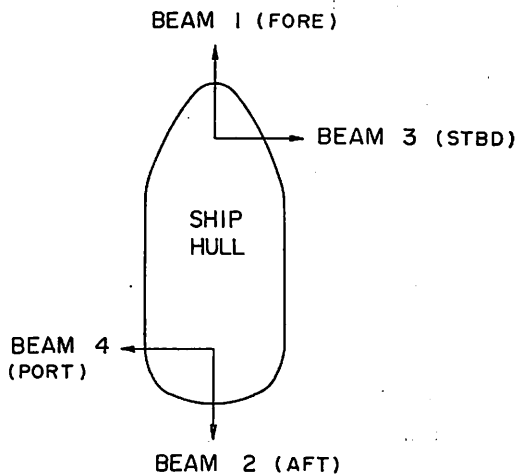 BEAM 1 (FORE)
BEAM 3 (STBD)
SHIP
HULL
BEAM 4
(PORT)
BEAM 2 (AFT)